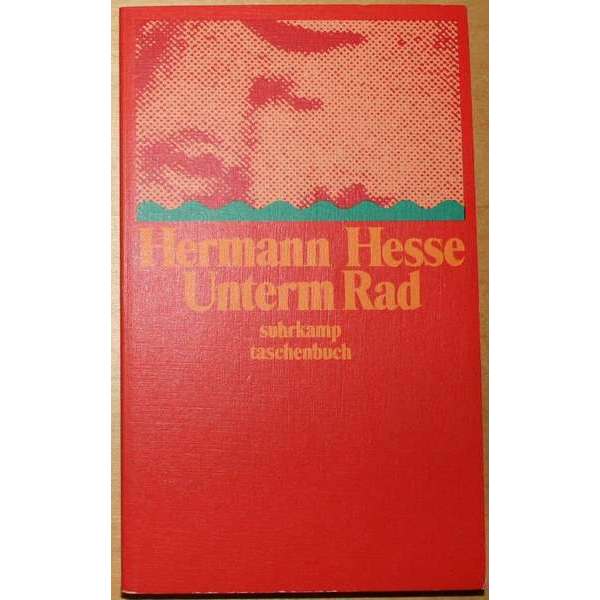 Hermann Hesse
Unterm Rad
suhrkamp
taschenbuch